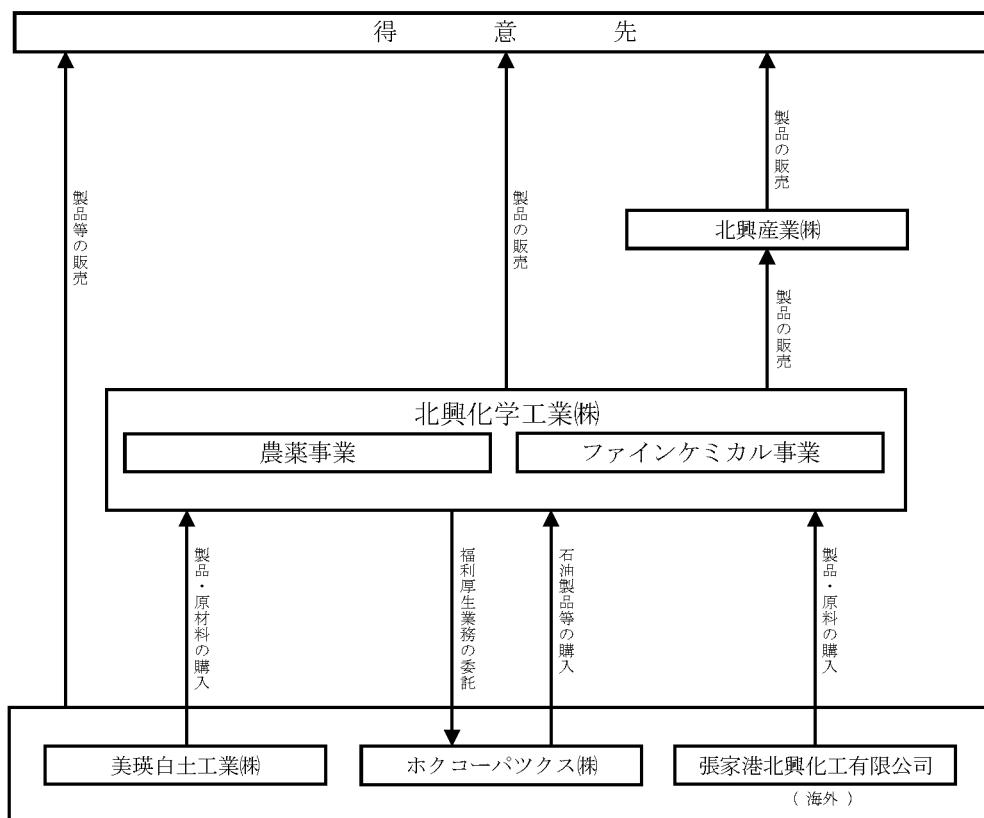 得意先
製品の販売
製品等の販売
製品の販売
北興産業㈱
製品の販売
北興化学工業㈱
農薬事業
ファインケミカル事業
製品・原材料の購入
福利厚生業務の委託
石油製品等の購入
製品・原料の購入
美瑛白土工業㈱
ホクコーパツクス㈱
張家港北興化工有限公司
（海外）